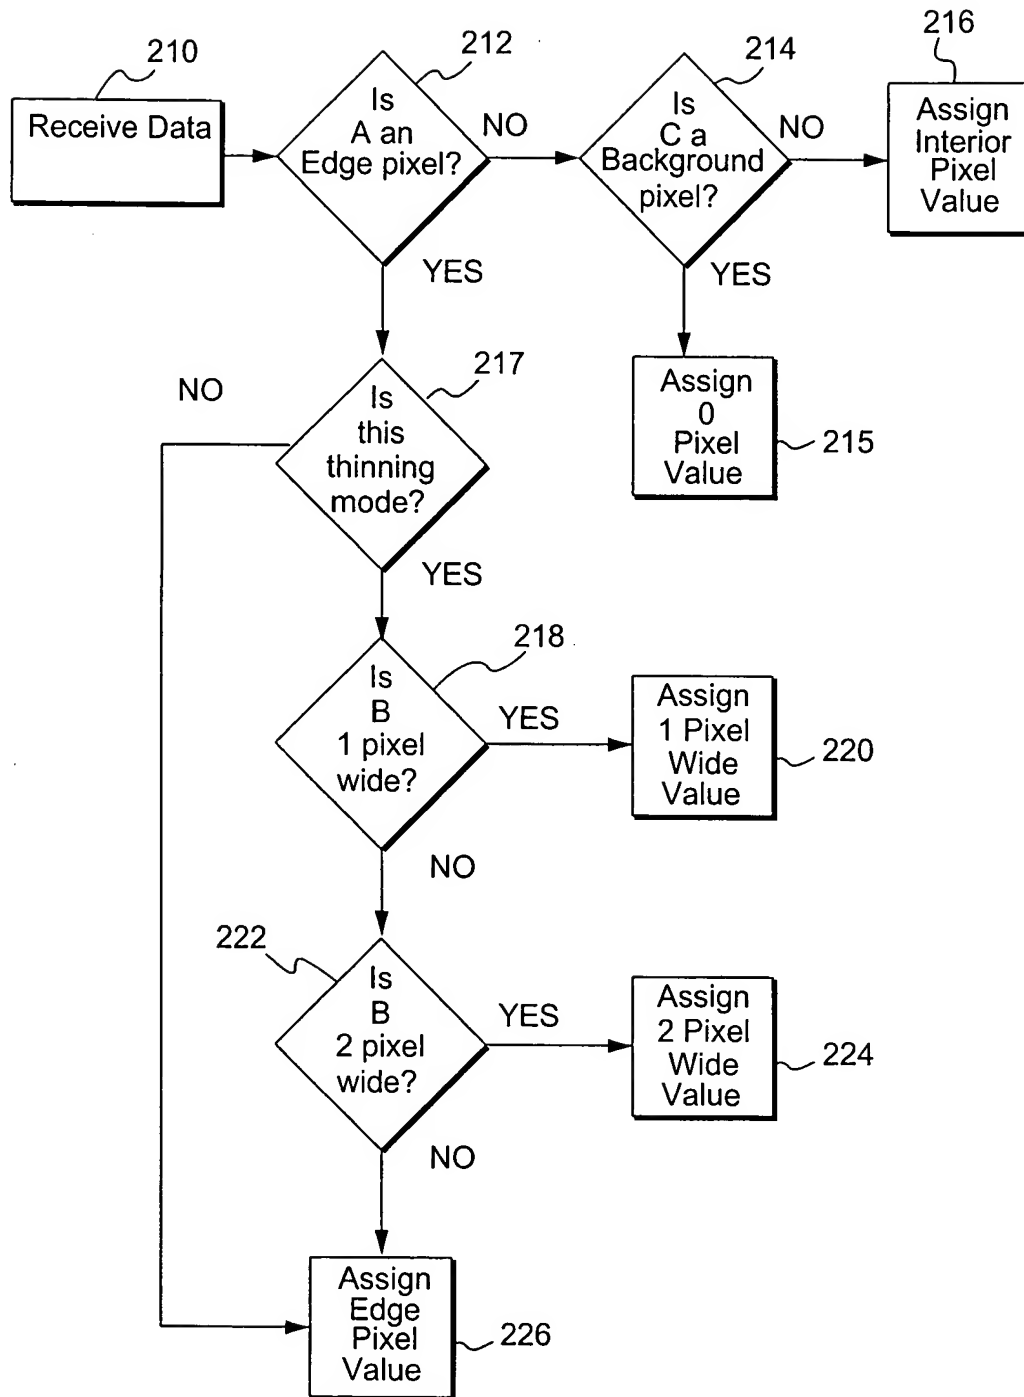 210
Receive Data
212
Is
A an
Edge pixel?
NO
YES
214
Is
C a
Background
pixel?
NO
YES
216
Assign
Interior
Pixel
Value
Assign
0
Pixel
Value
215
217
Is
this
thinning
mode?
NO
YES
218
Is
B
1 pixel
wide?
YES
NO
Assign
1 Pixel
Wide
Value
220
222
Is
B
2 pixel
wide?
YES
NO
Assign
2 Pixel
Wide
Value
224
Assign
Edge
Pixel
Value
226